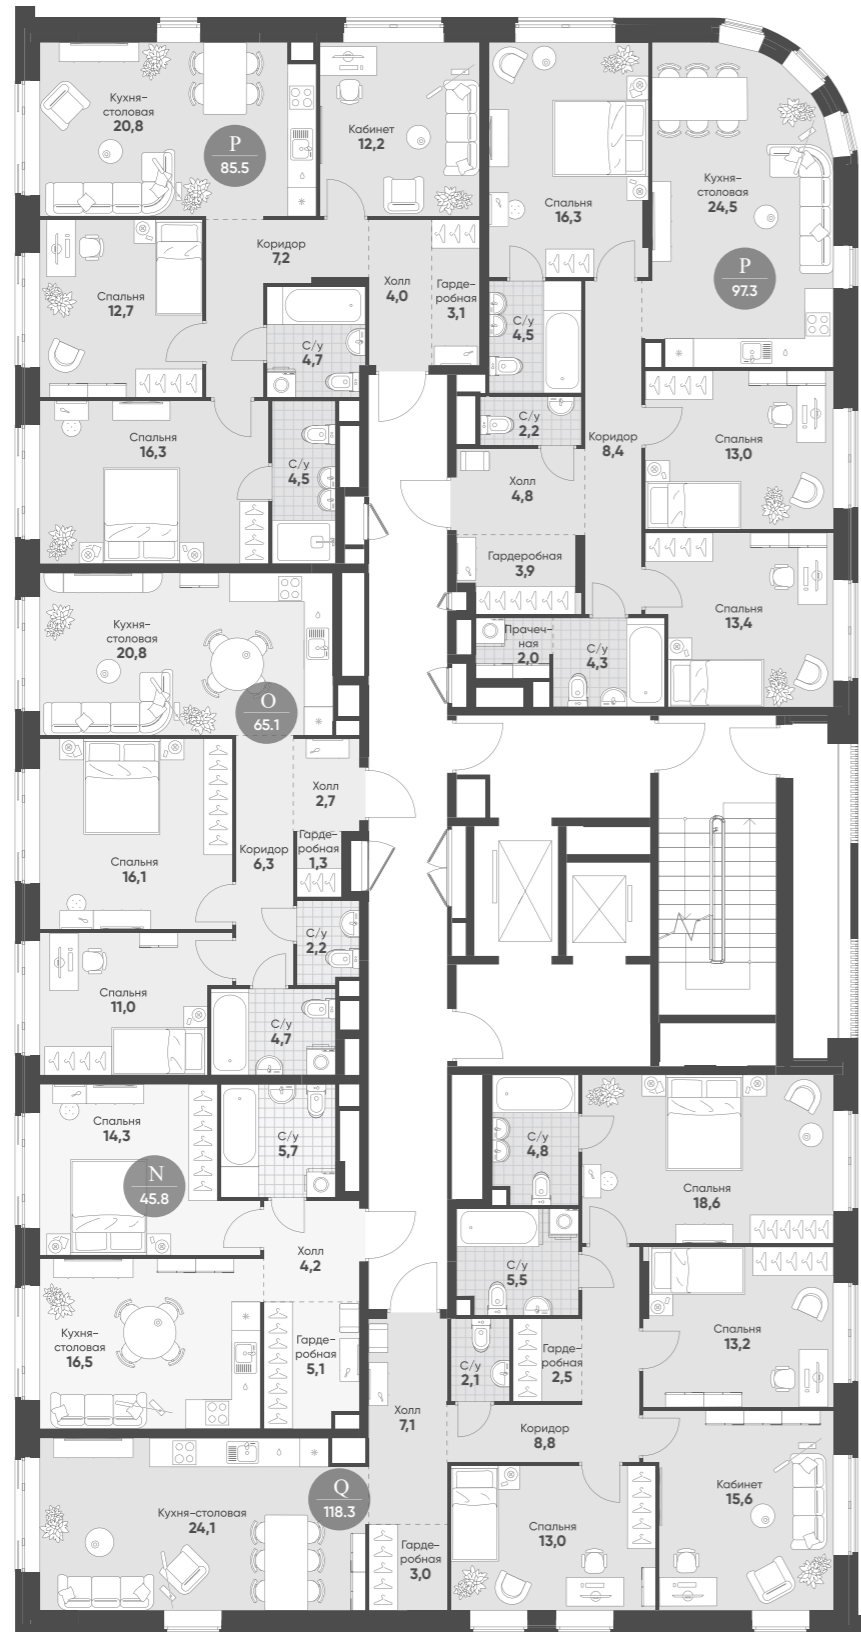 Кухня–
столовая
20,8
P
85.5
Кабинет
12,2
Спальня
16,3
Кухня–
столовая
24,5
P
97.3
Коридор
7,2
Холл
4,0
Гарде–
робная
3,1
Спальня
12,7
С/у
4,7
С/у
4,5
С/у
2,2
Коридор
8,4
Спальня
13,0
Спальня
16,3
С/у
4,5
Холл
4,8
Гардеробная
3,9
Спальня
13,4
Прачеч–
ная
2,0
С/у
4,3
Кухня–
столовая
20,8
O
65.1
Холл
2,7
Гарде–
робная
1,3
Коридор
6,3
Спальня
16,1
С/у
2,2
Спальня
11,0
С/у
4,7
Спальня
14,3
С/у
5,7
N
45.8
С/у
4,8
Спальня
18,6
Холл
4,2
С/у
5,5
Кухня–
столовая
16,5
Гарде–
робная
5,1
С/у
2,1
Гарде–
робная
2,5
Спальня
13,2
Холл
7,1
Коридор
8,8
Q
118.3
Кухня–столовая
24,1
Гарде–
робная
3,0
Спальня
13,0
Кабинет
15,6